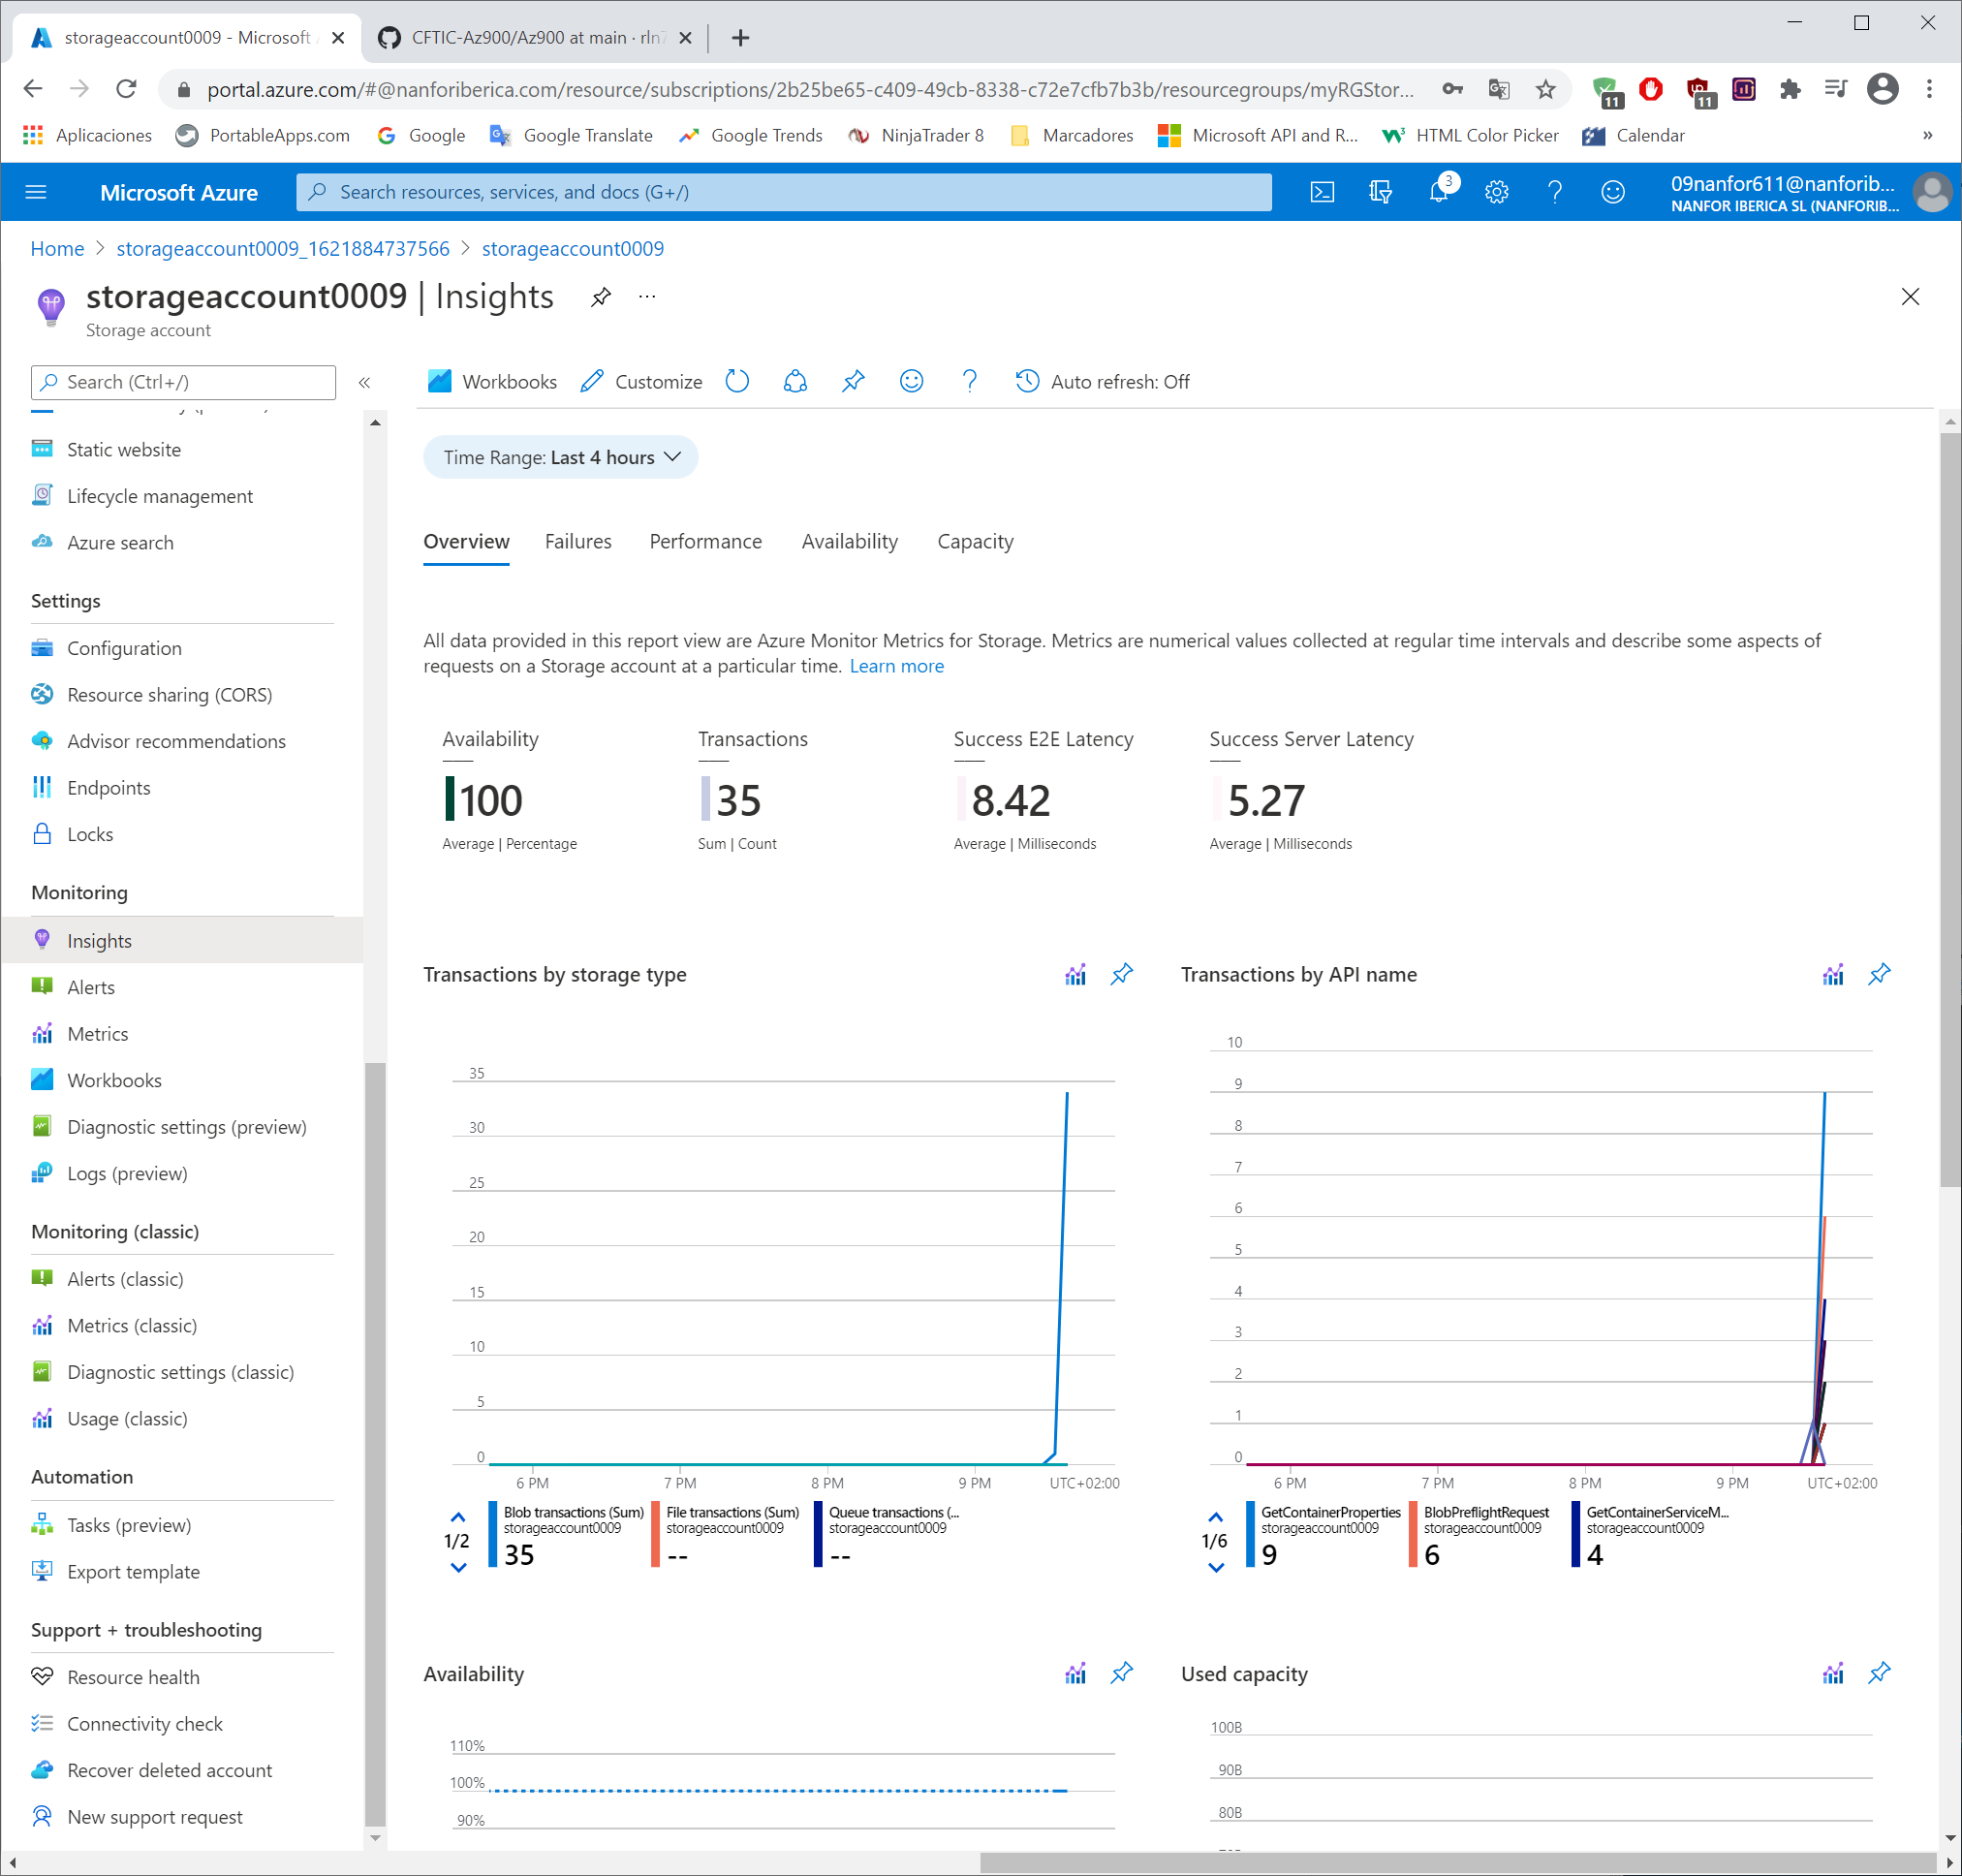 storageaccount0009 - Microsoft
CFTIC-Az900/Az900 at main · rln
portal.azure.com/#@nanforiberica.com/resource/subscriptions/2b25be65-c409-49cb-8338-c72e7cfb7b3b/resourcegroups/myRGStor...
11
11
Aplicaciones
PortableApps.com
Google
Google Translate
Google Trends
NinjaTrader 8
Marcadores
Microsoft API and R...
HTML Color Picker
Calendar
»
Microsoft Azure
Search resources, services, and docs (G+/)
3
09nanfor611@nanforib...
NANFOR IBERICA SL (NANFORIB...
Home > storageaccount0009_1621884737566 > storageaccount0009
storageaccount0009 | Insights
Storage account
Search (Ctrl+/)
«
Workbooks
Customize
Auto refresh: Off
Static website
Lifecycle management
Azure search
Settings
Configuration
Resource sharing (CORS)
Advisor recommendations
Endpoints
Locks
Monitoring
Insights
Alerts
Metrics
Workbooks
Diagnostic settings (preview)
Logs (preview)
Monitoring (classic)
Alerts (classic)
Metrics (classic)
Diagnostic settings (classic)
Usage (classic)
Automation
Tasks (preview)
Export template
Support + troubleshooting
Resource health
Connectivity check
Recover deleted account
New support request
Time Range: Last 4 hours
Overview
Failures
Performance
Availability
Capacity
All data provided in this report view are Azure Monitor Metrics for Storage. Metrics are numerical values collected at regular time intervals and describe some aspects of
requests on a Storage account at a particular time. Learn more
Availability
100
Average | Percentage
Transactions
35
Sum | Count
Success E2E Latency
8.42
Average | Milliseconds
Success Server Latency
5.27
Average | Milliseconds
Transactions by storage type
35
30
25
20
15
10
5
0
6 PM
7 PM
8 PM
9 PM
UTC+02:00
1/2
Blob transactions (Sum)
storageaccount0009
35
File transactions (Sum)
storageaccount0009
--
Queue transactions (...
storageaccount0009
--
Transactions by API name
10
9
8
7
6
5
4
3
2
1
0
6 PM
7 PM
8 PM
9 PM
UTC+02:00
1/6
GetContainerProperties
storageaccount0009
9
BlobPreflightRequest
storageaccount0009
6
GetContainerServiceM...
storageaccount0009
4
Availability
110%
100%
90%
Used capacity
100B
90B
80B